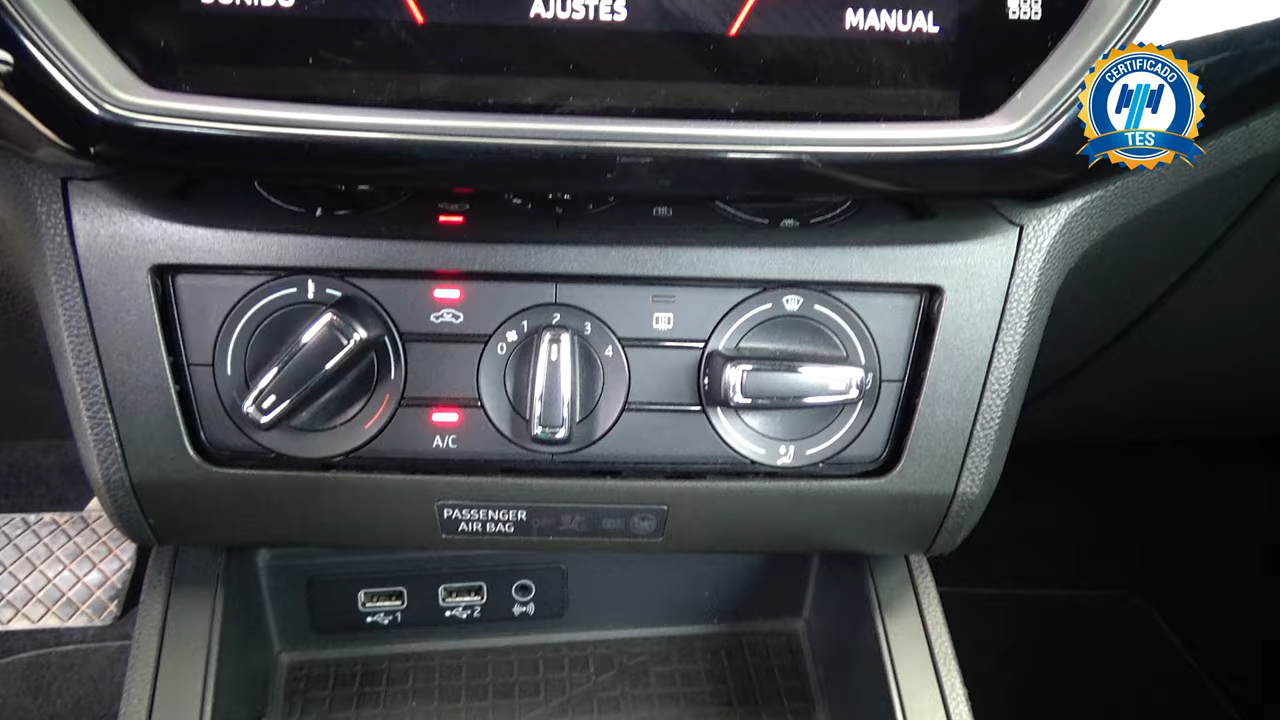 SONIDO
AJUSTES
MANUAL
CERTIFICADO
TES
0 1 2 3 4
A/C
PASSENGER
AIR BAG
1
2